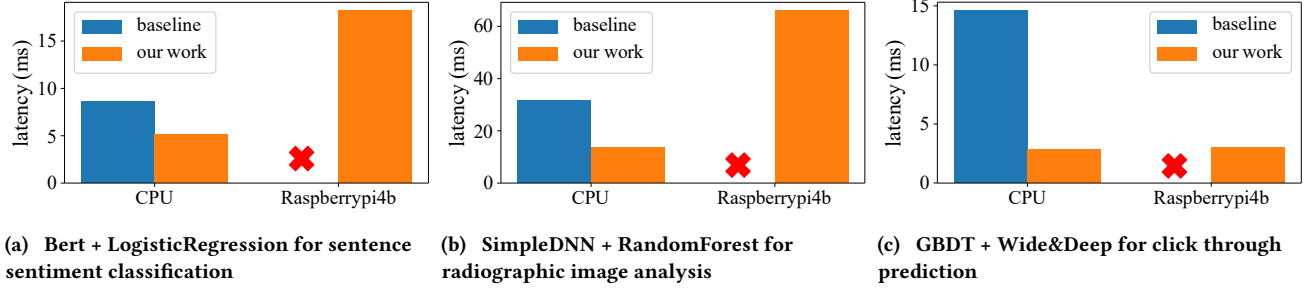 latency (ms)
15
10
5
0
baseline
our work
CPU
Raspberrypi4b
(a) Bert + LogisticRegression for sentence
sentiment classification
latency (ms)
60
40
20
0
baseline
our work
CPU
Raspberrypi4b
(b) SimpleDNN + RandomForest for
radiographic image analysis
latency (ms)
15
10
5
0
baseline
our work
CPU
Raspberrypi4b
(c) GBDT + Wide&Deep for click through
prediction